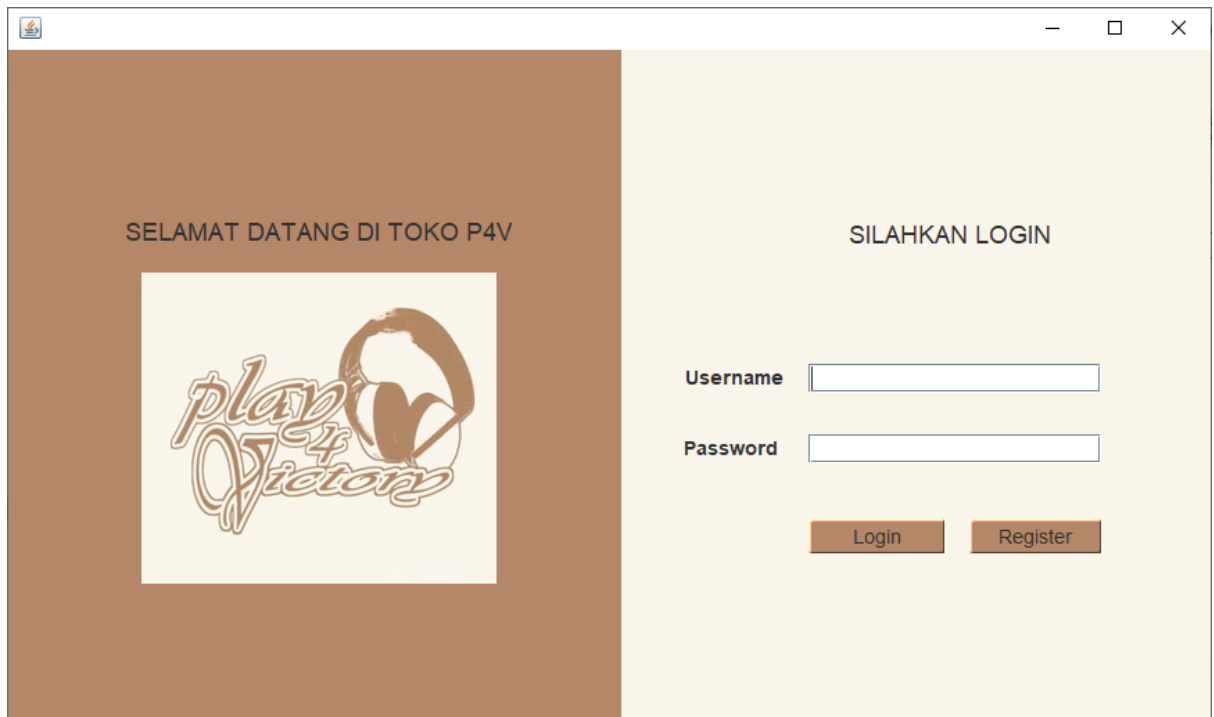 SELAMAT DATANG DI TOKO P4V
play
4
Victory
SILAHKAN LOGIN
Username
Password
Login
Register